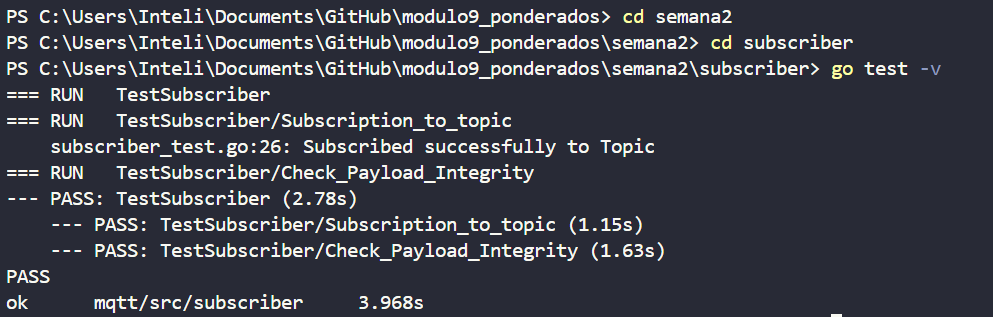 PS C:\Users\Inteli\Documents\GitHub\modulo9_ponderados> cd semana2
PS C:\Users\Inteli\Documents\GitHub\modulo9_ponderados\semana2> cd subscriber
PS C:\Users\Inteli\Documents\GitHub\modulo9_ponderados\semana2\subscriber> go test -v
=== RUN   TestSubscriber
=== RUN   TestSubscriber/Subscription_to_topic
    subscriber_test.go:26: Subscribed successfully to Topic
=== RUN   TestSubscriber/Check_Payload_Integrity
--- PASS: TestSubscriber (2.78s)
    --- PASS: TestSubscriber/Subscription_to_topic (1.15s)
    --- PASS: TestSubscriber/Check_Payload_Integrity (1.63s)
PASS
ok      mqtt/src/subscriber     3.968s